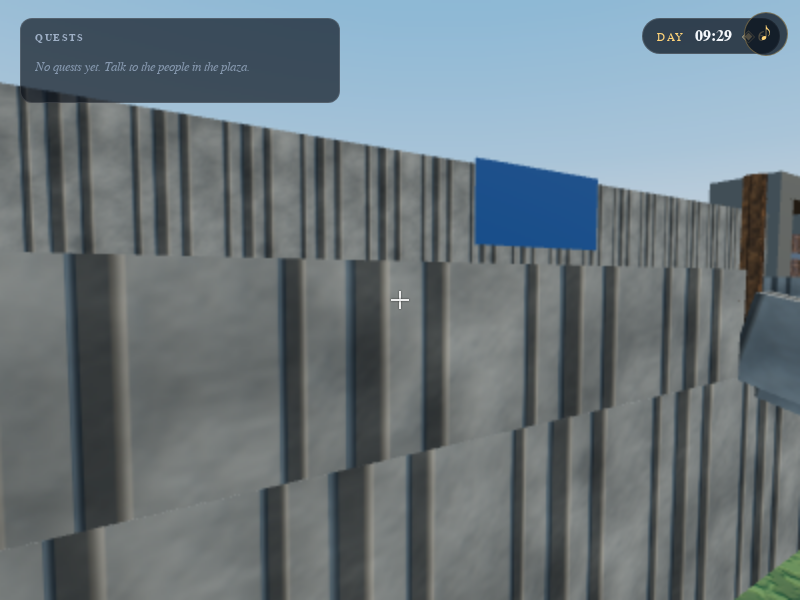 QUESTS
No quests yet. Talk to the people in the plaza.
DAY 09:29